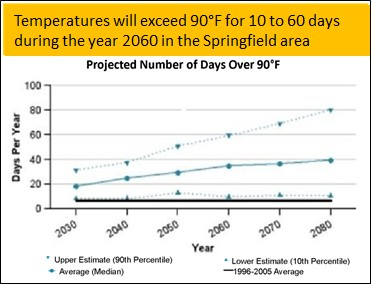 Temperatures will exceed 90°F for 10 to 60 days
during the year 2060 in the Springfield area
Projected Number of Days Over 90°F
Days Per Year
100
80
60
40
20
0
2030
2040
2050
2060
2070
2080
Year
Upper Estimate (90th Percentile)
Lower Estimate (10th Percentile)
Average (Median)
1996-2005 Average